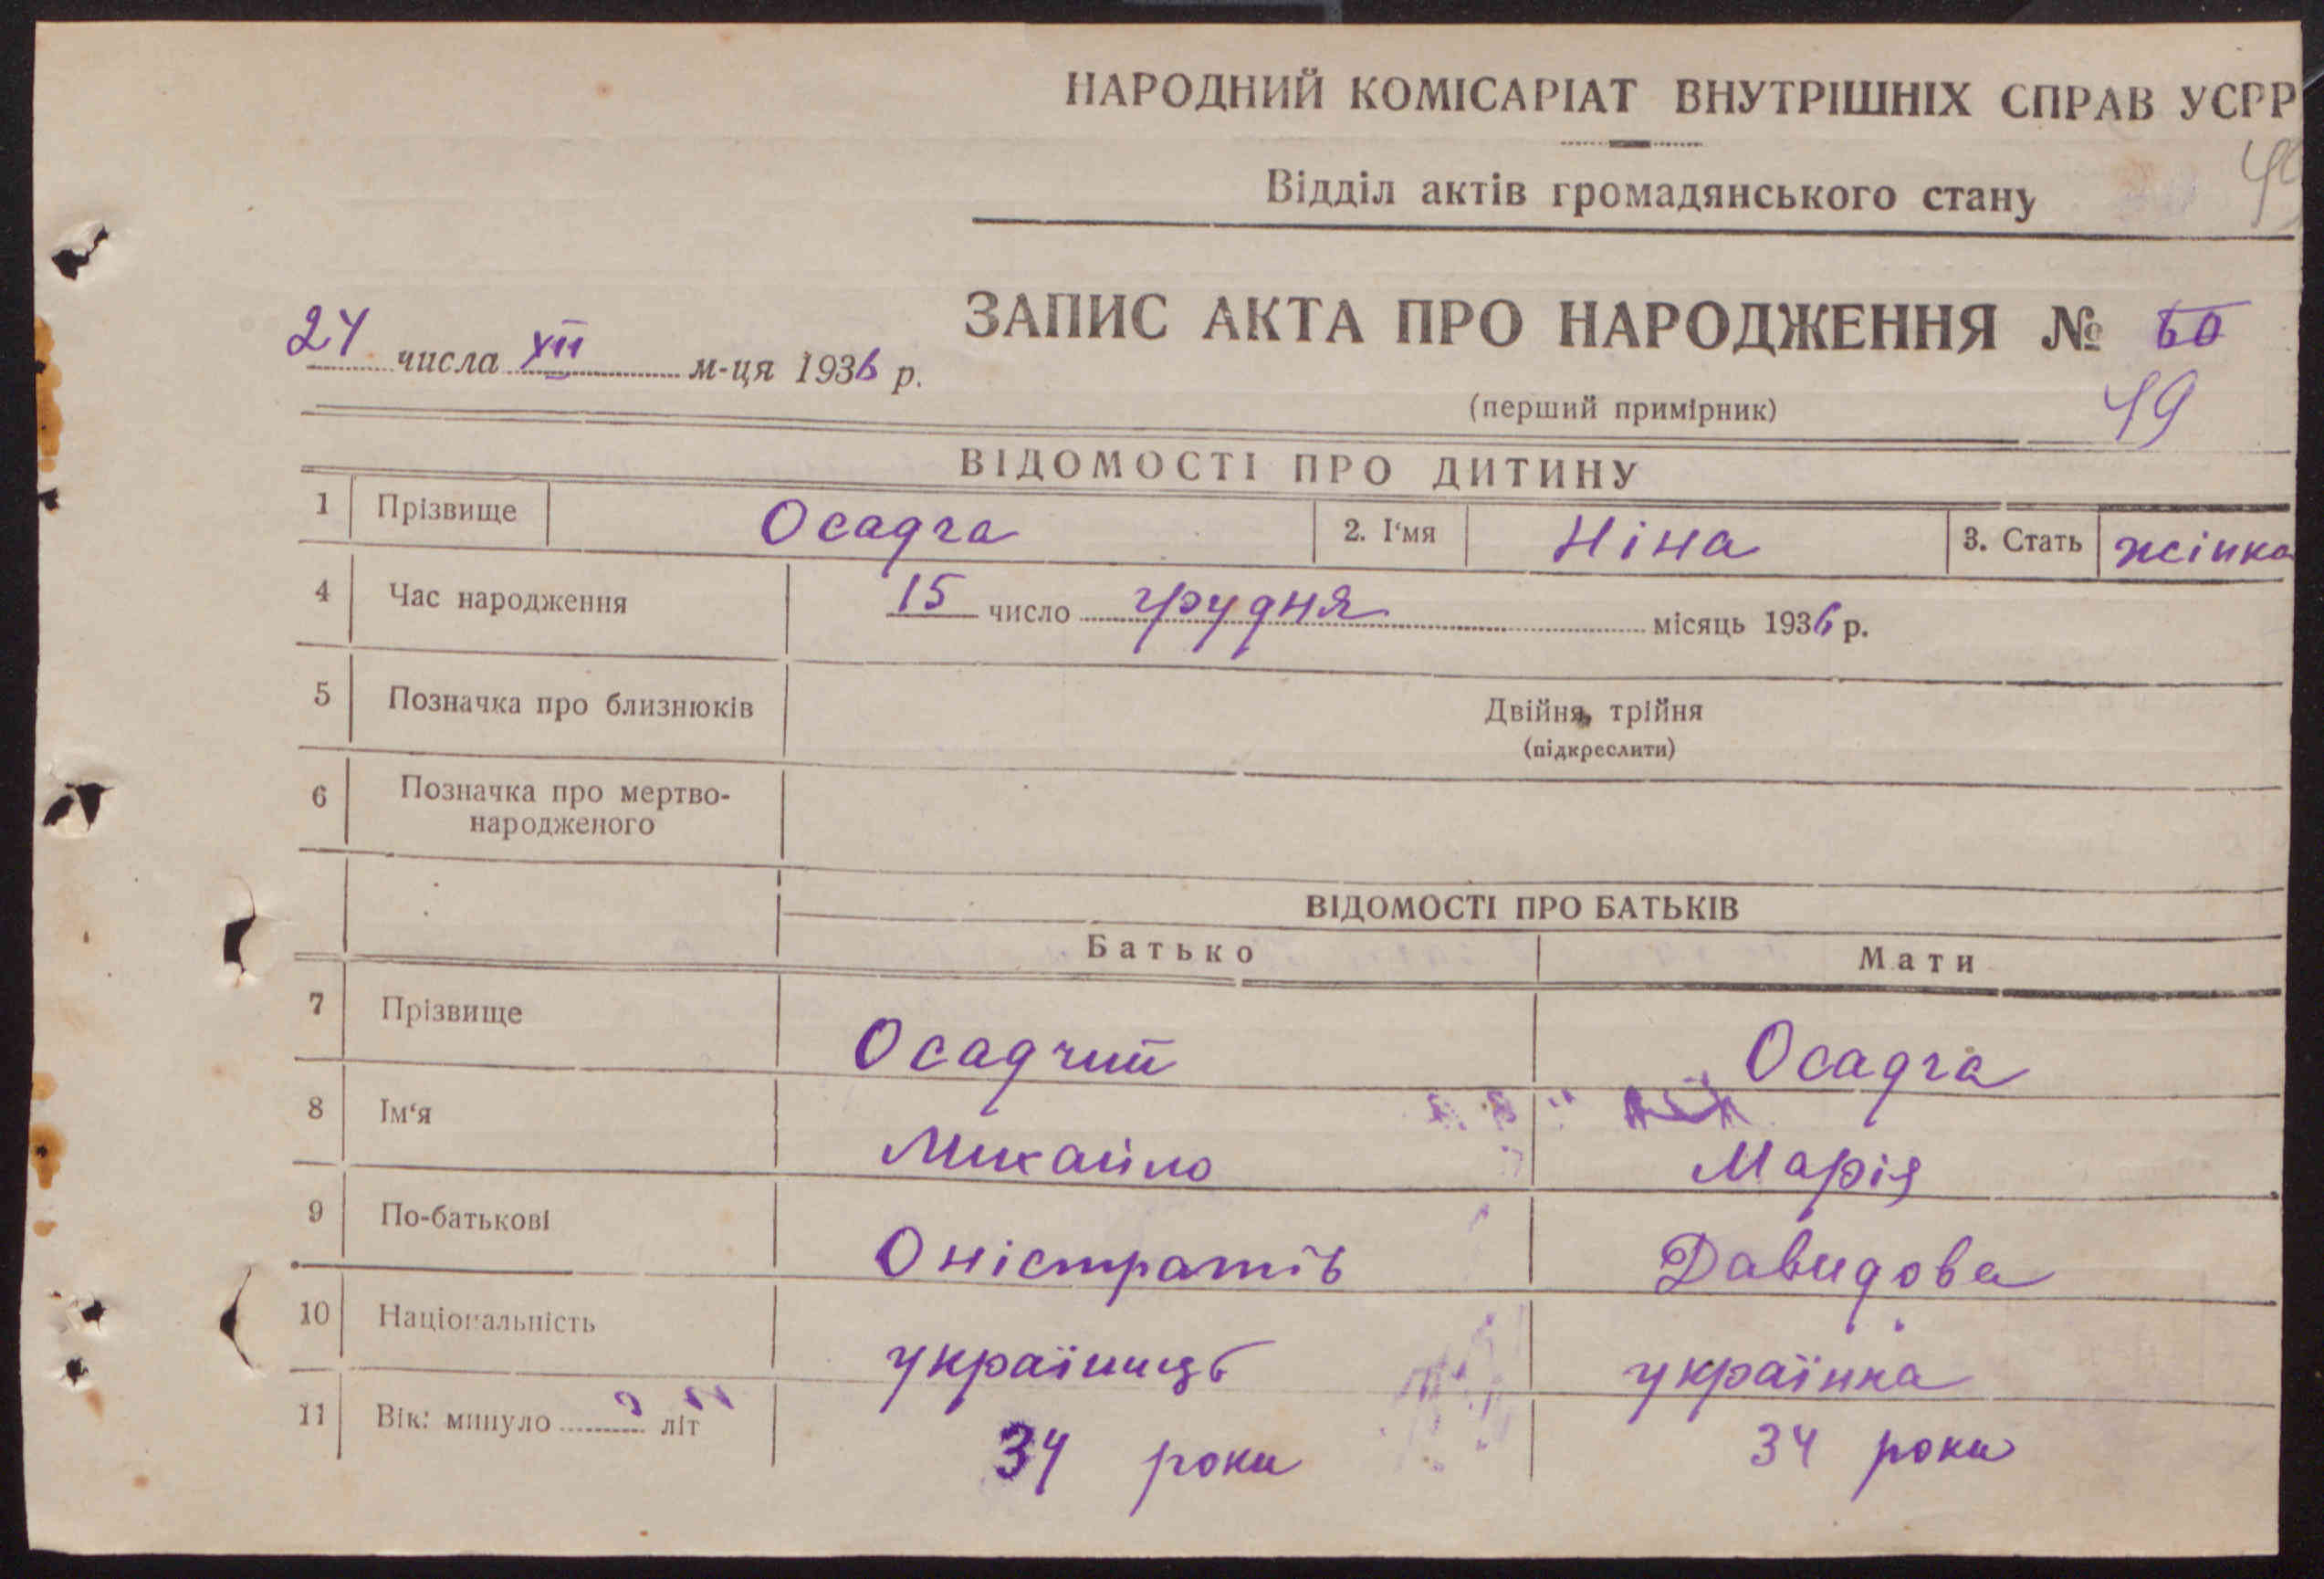 НАРОДНИЙ КОМІСАРІАТ ВНУТРІШНІХ СПРАВ УСРР
Відділ актів громадянського стану
24 числа XII м-ця 1936 р.
ЗАПИС АКТА ПРО НАРОДЖЕННЯ № 50
(перший примірник)
49
ВІДОМОСТІ ПРО ДИТИНУ
1 Прізвище Осадча 2. І'мя Ніна 3. Стать жінка
4 Час народження 15 число грудня місяць 1936 р.
5 Позначка про близнюків Двійня, трійня
(підкреслити)
6 Позначка про мертво-
народженого
ВІДОМОСТІ ПРО БАТЬКІВ
Батько Мати
7 Прізвище Осадчий Осадча
8 Ім'я Михайло Марія
9 По-батькові Оністратів Давидова
10 Національність українець українка
11 Вік: минуло літ 34 роки 34 роки